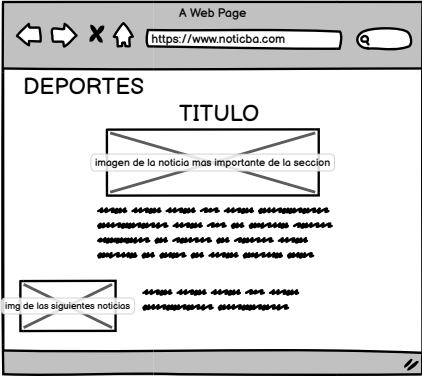 A Web Page
https://www.noticba.com
DEPORTES
TITULO
imagen de la noticia mas importante de la seccion
img de las siguientes noticias